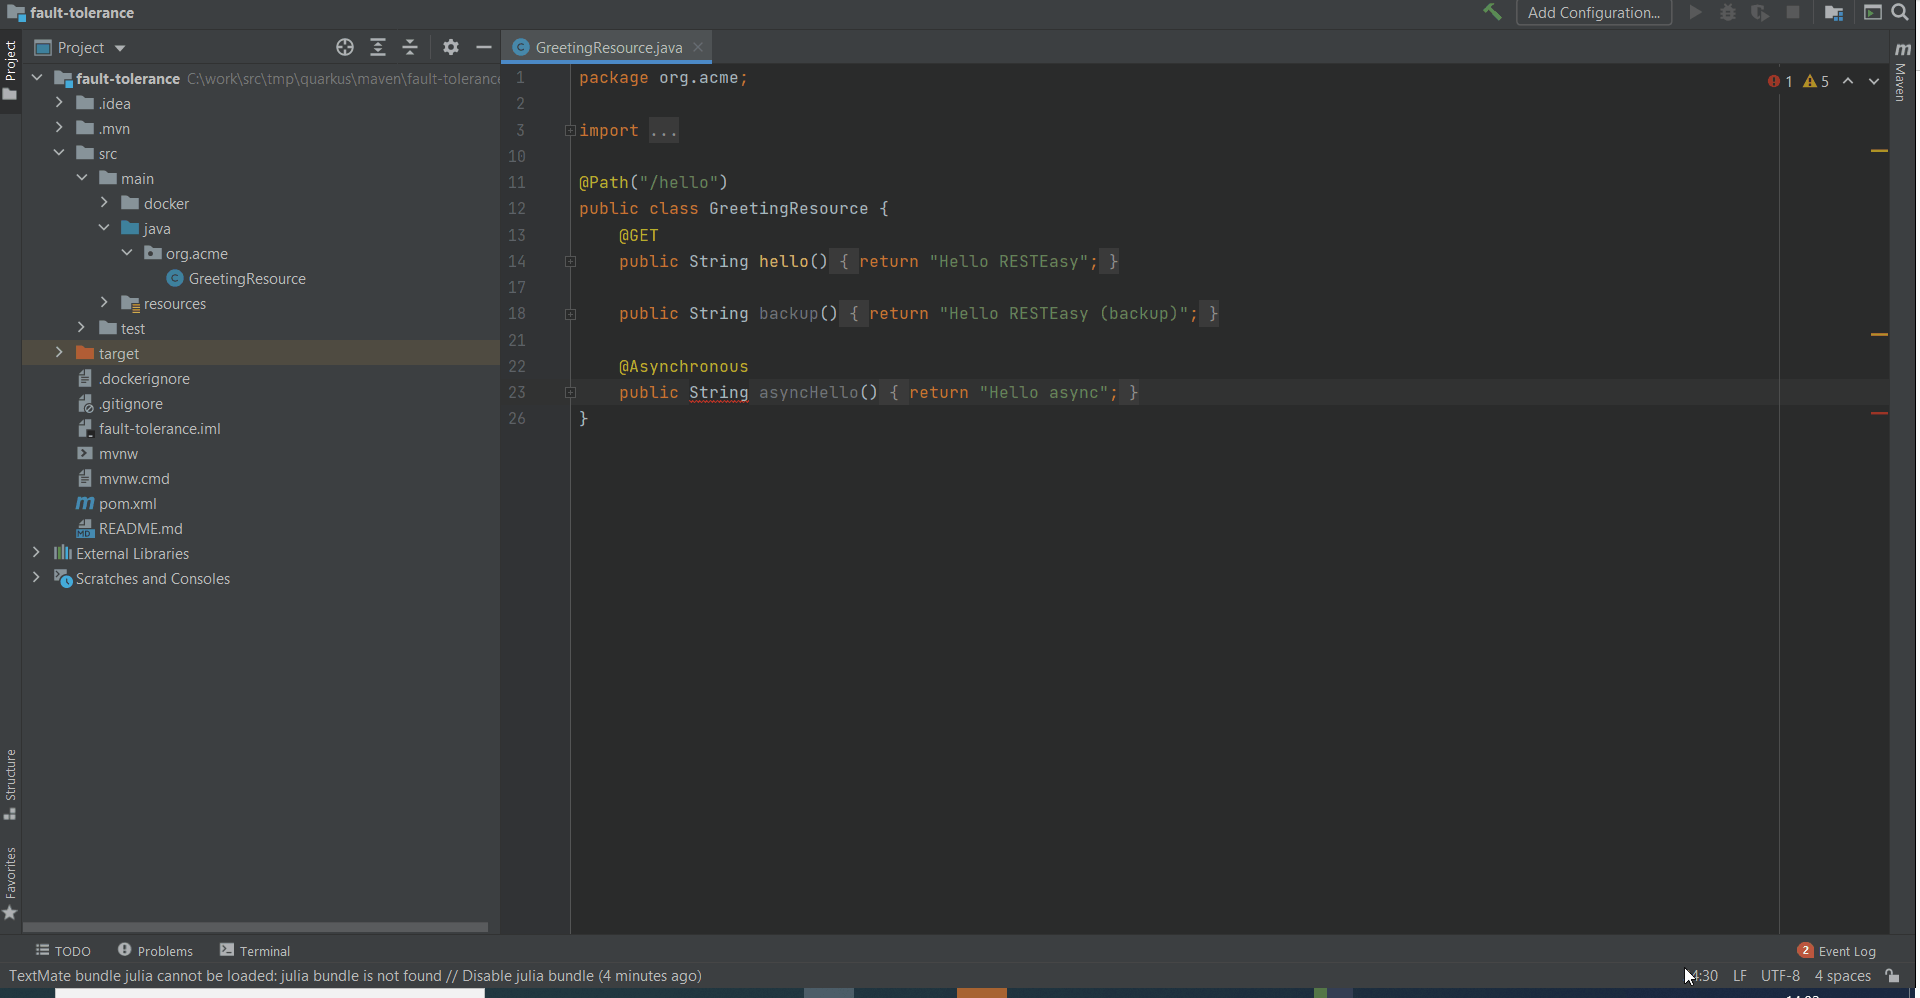 fault-tolerance
Add Configuration...
Project
GreetingResource.java
Project
fault-tolerance C:\work\src\tmp\quarkus\maven\fault-toleranc
.idea
.mvn
src
main
docker
java
org.acme
GreetingResource
resources
test
target
.dockerignore
.gitignore
fault-tolerance.iml
mvnw
mvnw.cmd
pom.xml
README.md
External Libraries
Scratches and Consoles
Structure
Favorites
1 package org.acme;
2
3 import ...
10
11 @Path("/hello")
12 public class GreetingResource {
13 @GET
14 public String hello() { return "Hello RESTEasy"; }
17
18 public String backup() { return "Hello RESTEasy (backup)"; }
21
22 @Asynchronous
23 public String asyncHello() { return "Hello async"; }
26 }
1 5
m Maven
TODO Problems Terminal
2 Event Log
TextMate bundle julia cannot be loaded: julia bundle is not found // Disable julia bundle (4 minutes ago)
:30 LF UTF-8 4 spaces